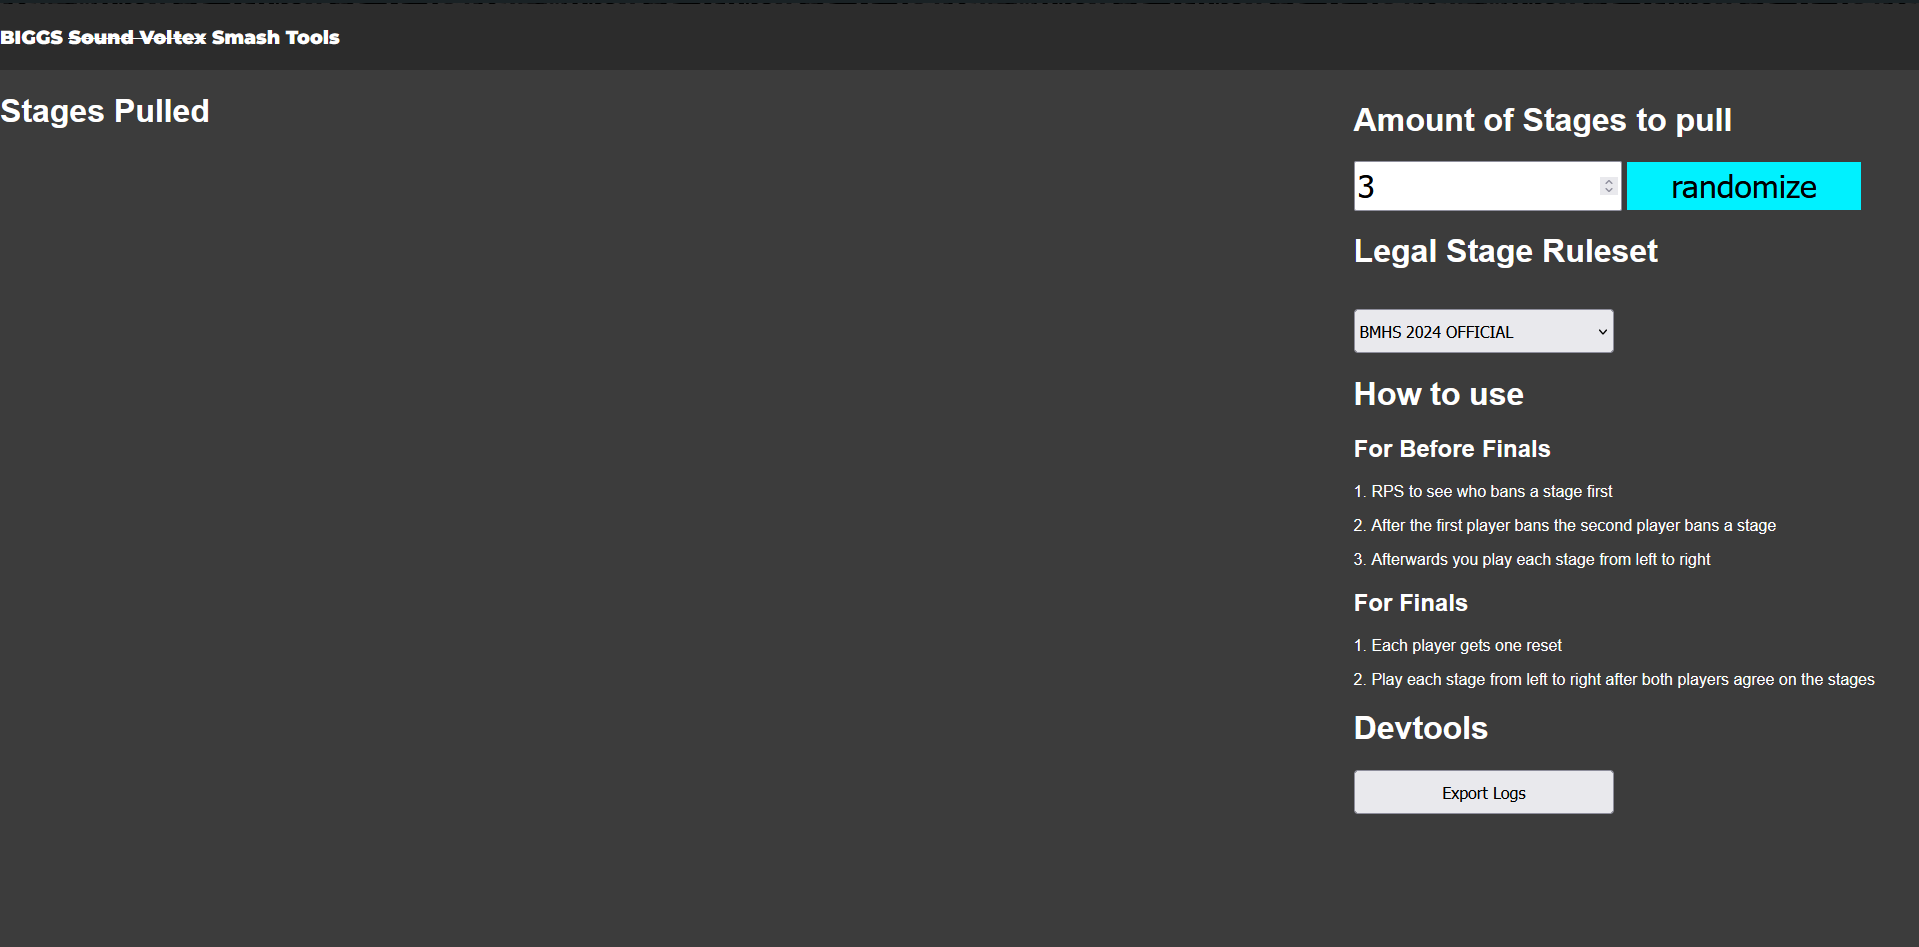 BIGGS Sound Voltex Smash Tools
Stages Pulled
Amount of Stages to pull
3
randomize
Legal Stage Ruleset
BMHS 2024 OFFICIAL
How to use
For Before Finals
1. RPS to see who bans a stage first
2. After the first player bans the second player bans a stage
3. Afterwards you play each stage from left to right
For Finals
1. Each player gets one reset
2. Play each stage from left to right after both players agree on the stages
Devtools
Export Logs